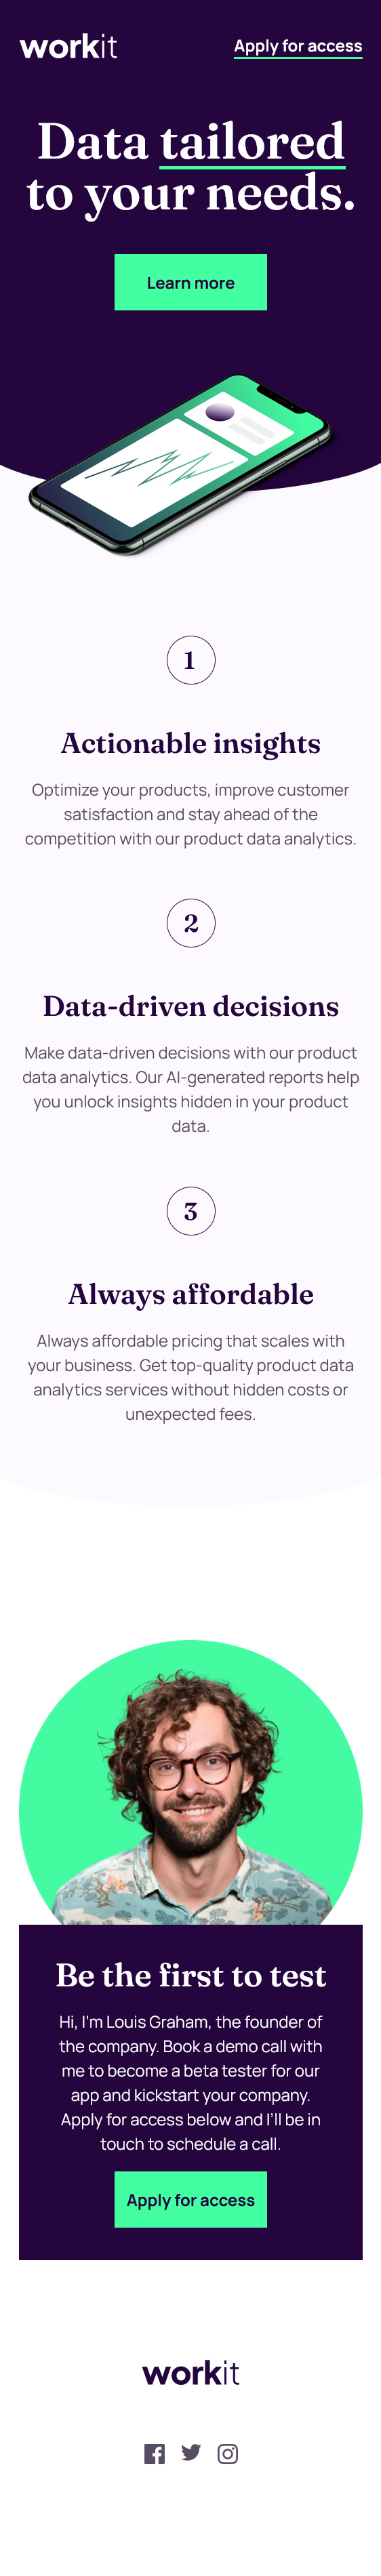 workit
Apply for access
Data tailored
to your needs.
Learn more
1
Actionable insights
Optimize your products, improve customer
satisfaction and stay ahead of the
competition with our product data analytics.
2
Data-driven decisions
Make data-driven decisions with our product
data analytics. Our AI-generated reports help
you unlock insights hidden in your product
data.
3
Always affordable
Always affordable pricing that scales with
your business. Get top-quality product data
analytics services without hidden costs or
unexpected fees.
Be the first to test
Hi, I'm Louis Graham, the founder of
the company. Book a demo call with
me to become a beta tester for our
app and kickstart your company.
Apply for access below and I'll be in
touch to schedule a call.
Apply for access
workit